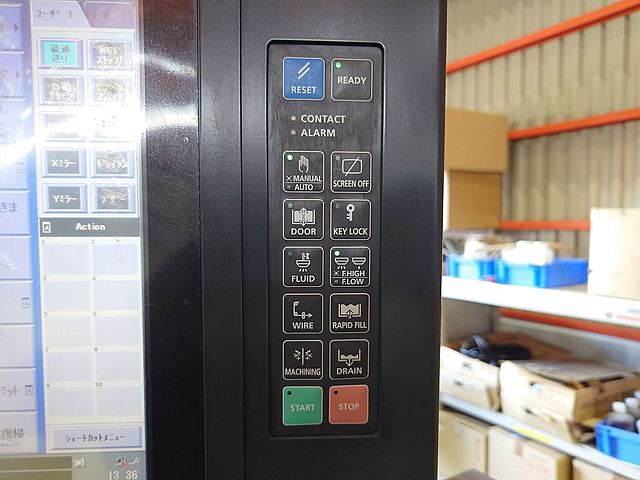 ユーザ 1
最適
送り
Xミラー
Yミラー
Action
1
2
3
4
5
6
7
8
9
10
ショートカットメニュー
13 36
RESET
READY
CONTACT
ALARM
× MANUAL
○ AUTO
SCREEN OFF
DOOR
KEY LOCK
FLUID
× F.HIGH
○ F.LOW
WIRE
RAPID FILL
MACHINING
DRAIN
START
STOP